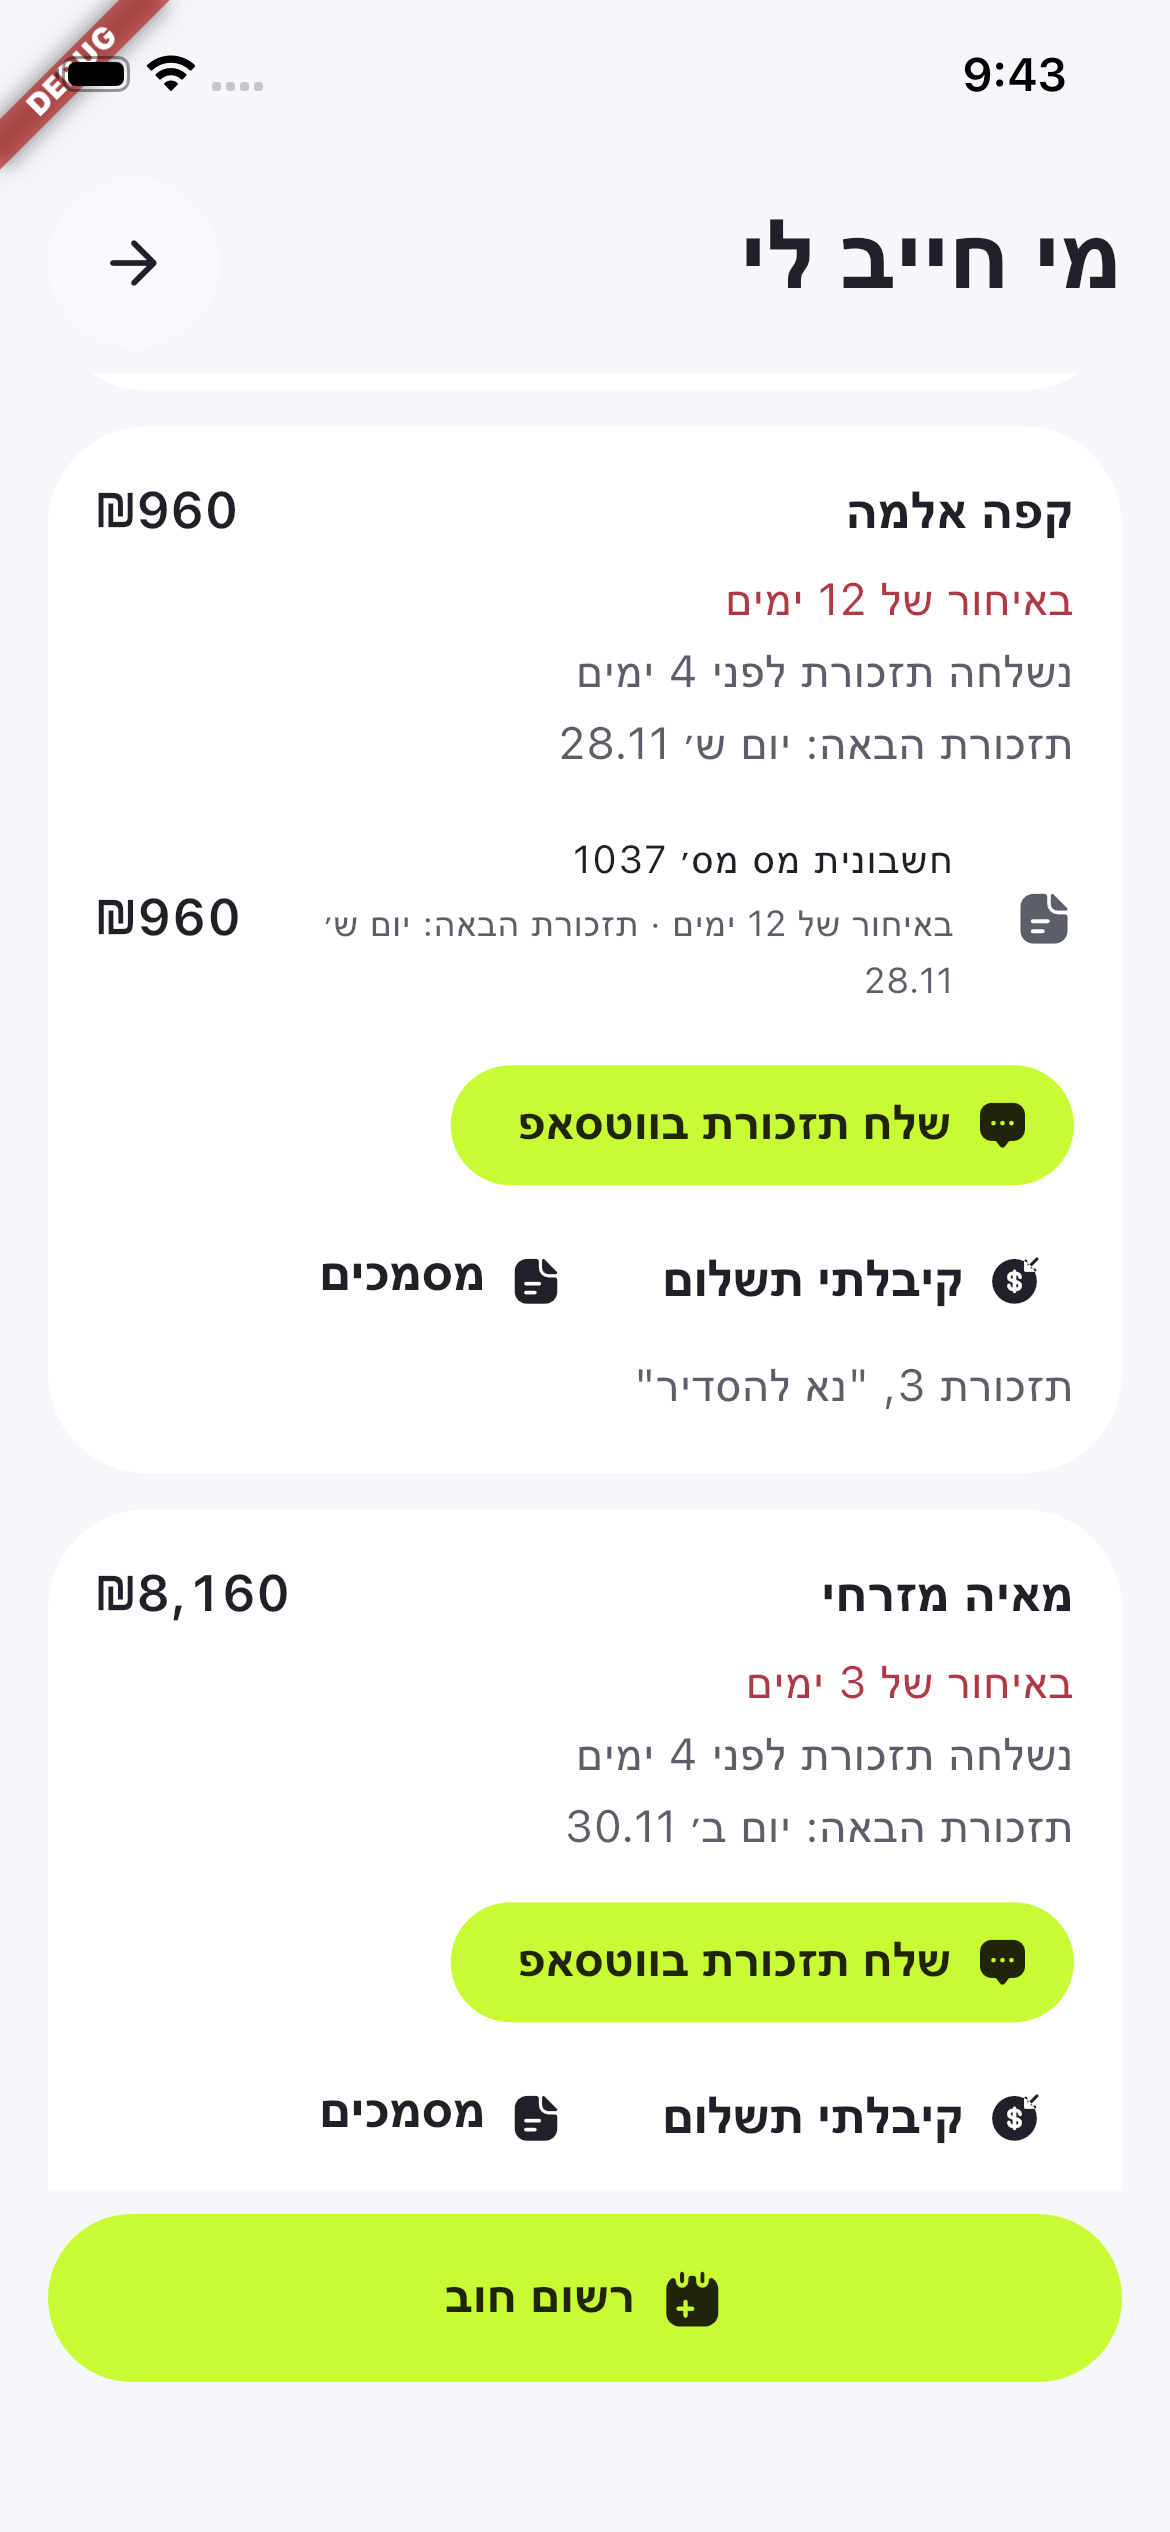 9:43
DEBUG
מי חייב לי
קפה אלמה
₪960
באיחור של 12 ימים
נשלחה תזכורת לפני 4 ימים
תזכורת הבאה: יום ש׳ 28.11
חשבונית מס מס׳ 1037
באיחור של 12 ימים · תזכורת הבאה: יום ש׳
28.11
₪960
שלח תזכורת בווטסאפ
קיבלתי תשלום
מסמכים
תזכורת 3, "נא להסדיר"
מאיה מזרחי
₪8,160
באיחור של 3 ימים
נשלחה תזכורת לפני 4 ימים
תזכורת הבאה: יום ב׳ 30.11
שלח תזכורת בווטסאפ
קיבלתי תשלום
מסמכים
רשום חוב